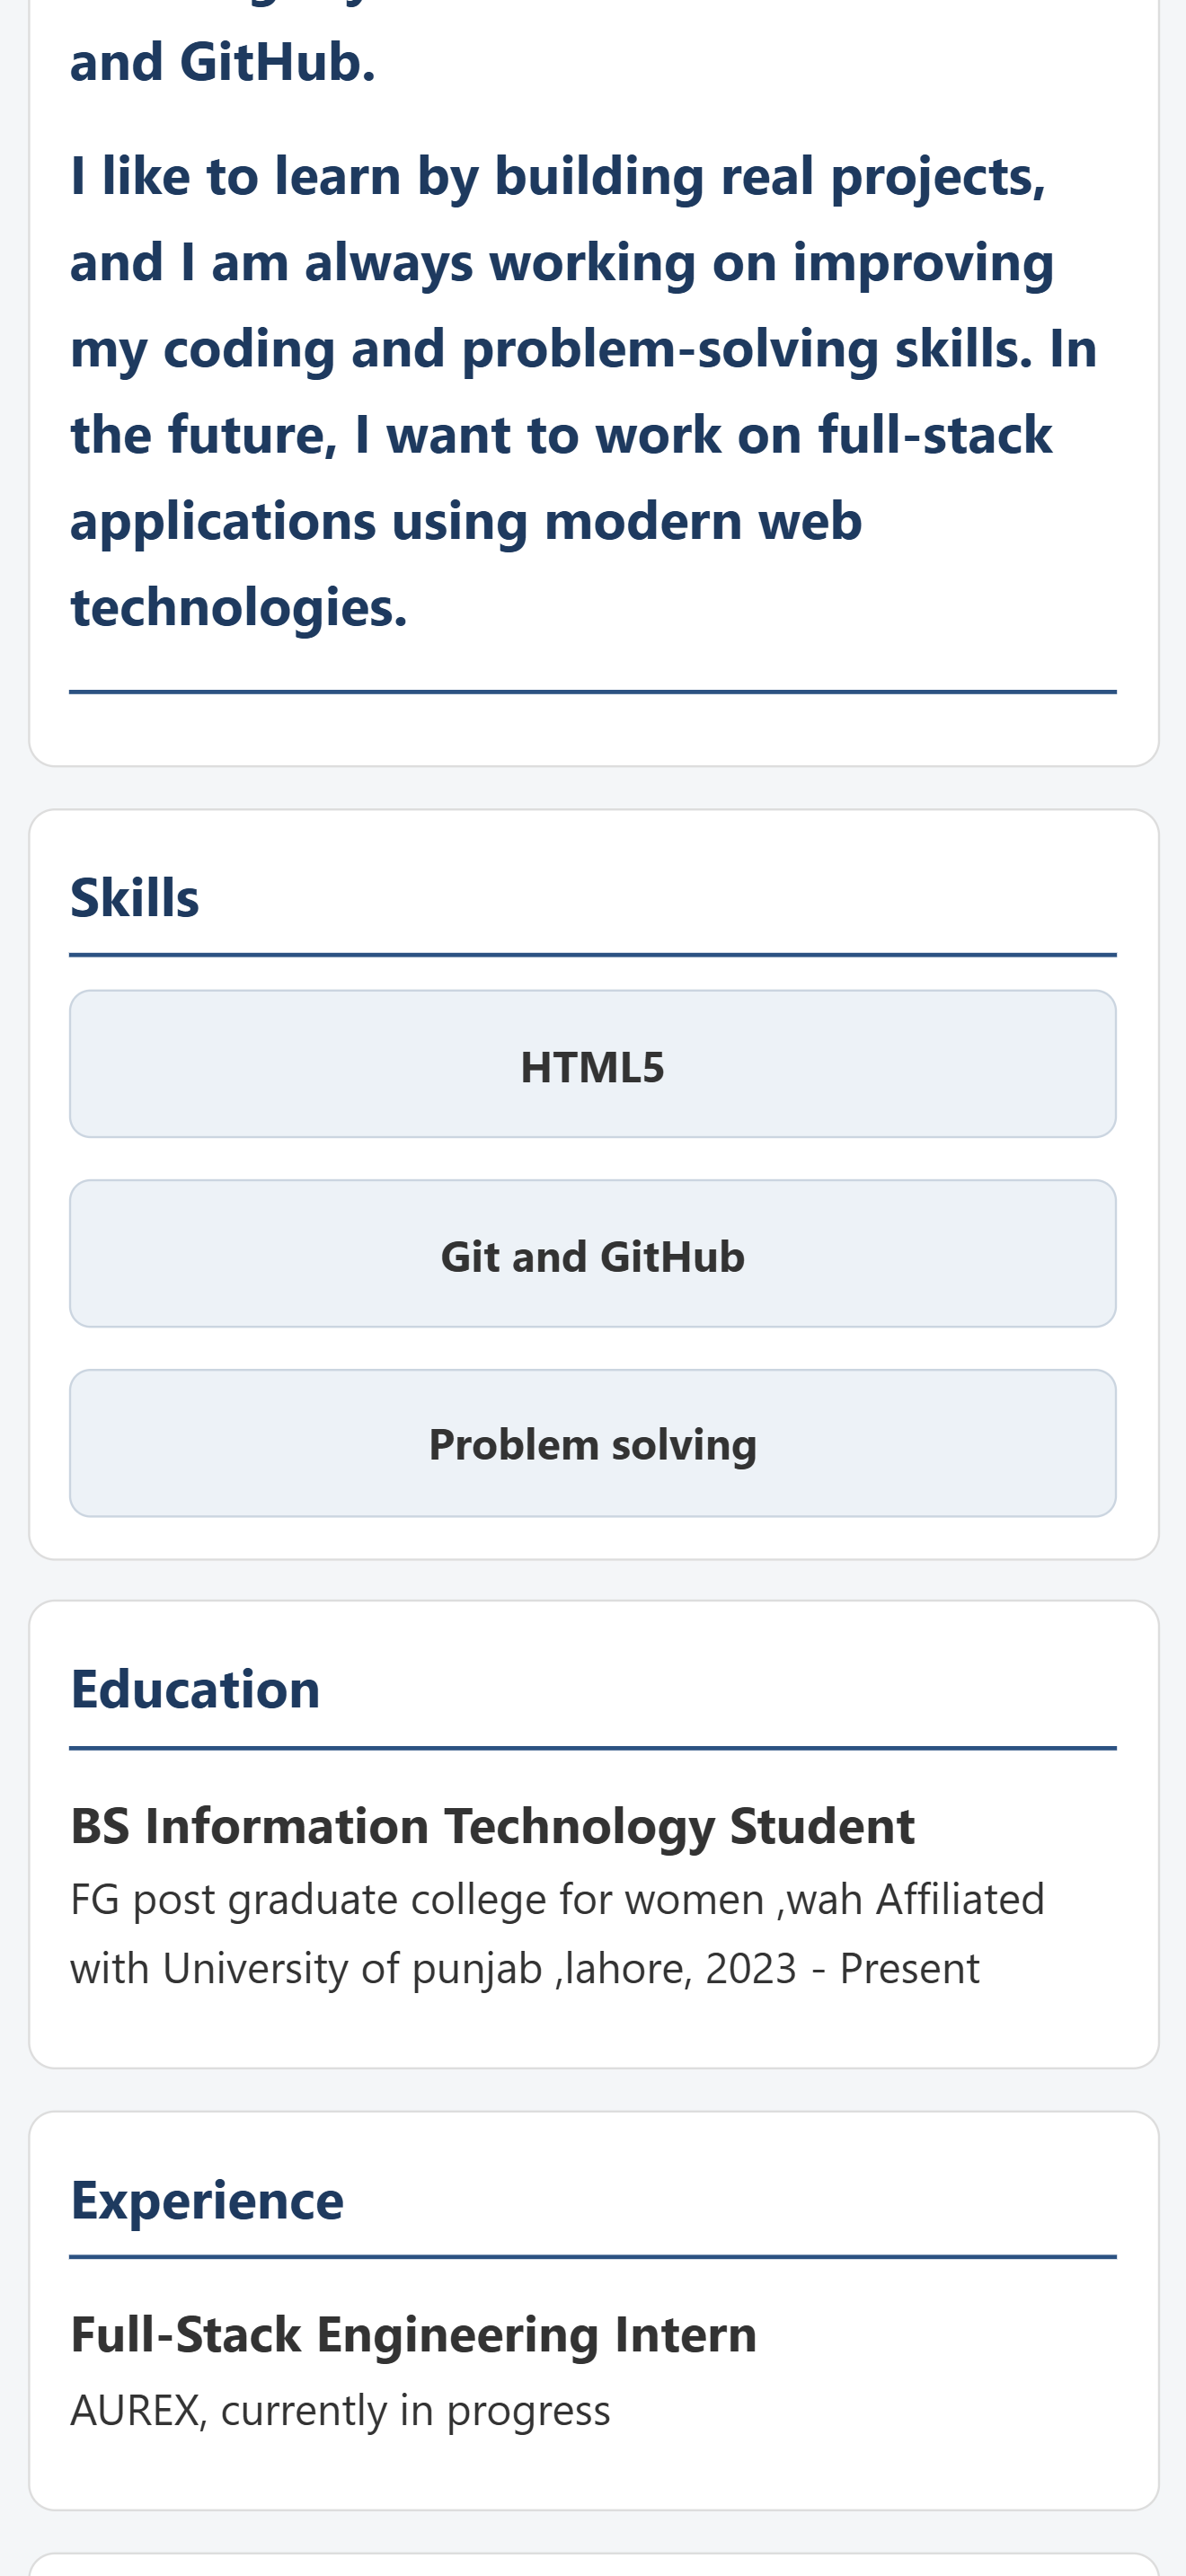 and GitHub.
I like to learn by building real projects,
and I am always working on improving
my coding and problem-solving skills. In
the future, I want to work on full-stack
applications using modern web
technologies.
Skills
HTML5
Git and GitHub
Problem solving
Education
BS Information Technology Student
FG post graduate college for women ,wah Affiliated
with University of punjab ,lahore, 2023 - Present
Experience
Full-Stack Engineering Intern
AUREX, currently in progress